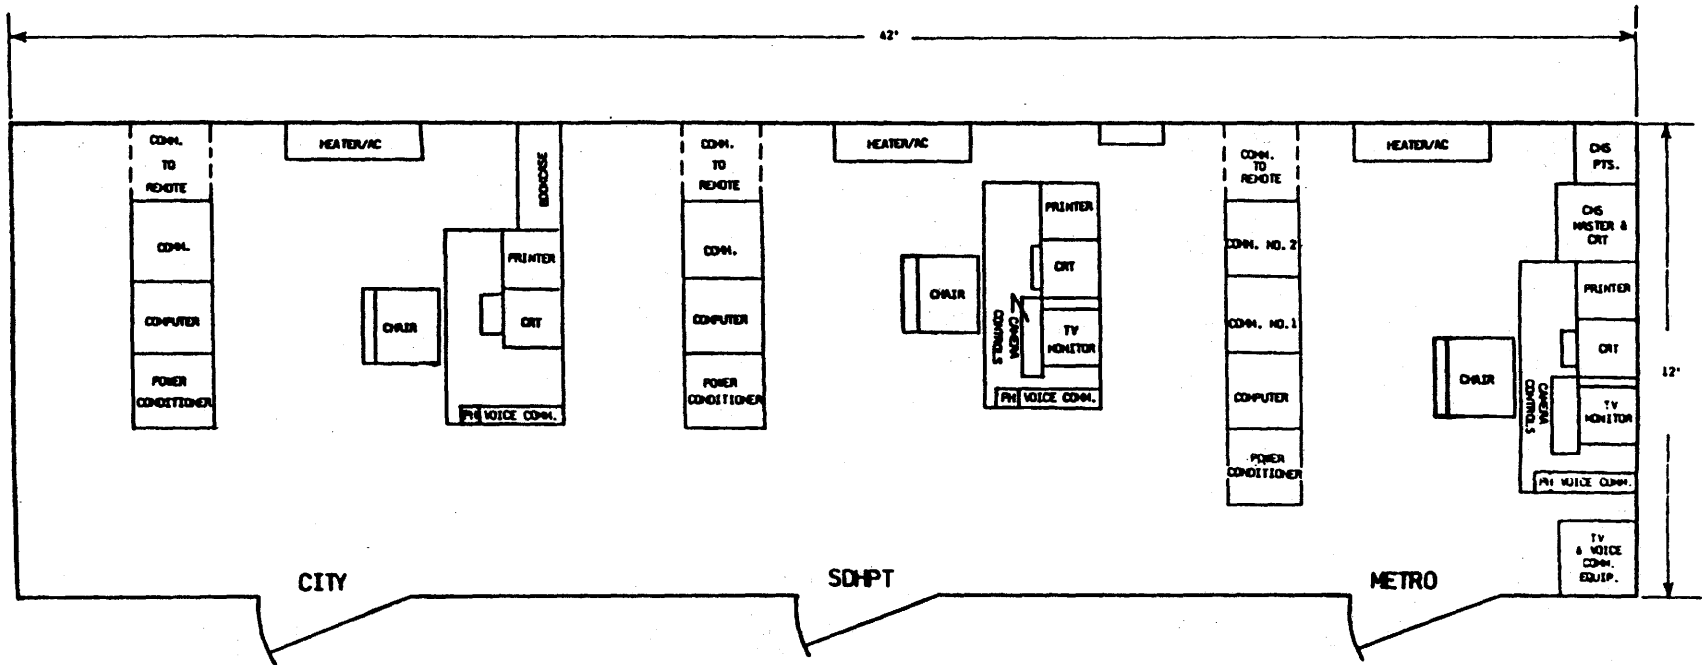 42'
COMM.
TO
REMOTE
COMM.
COMPUTER
POWER
CONDITIONER
HEATER/AC
BOOKCASE
PRINTER
CRT
CHAIR
PH VOICE COMM.
CITY
COMM.
TO
REMOTE
COMM.
COMPUTER
POWER
CONDITIONER
HEATER/AC
PRINTER
CRT
TV
MONITOR
CAMERA
CONTROLS
CHAIR
PH VOICE COMM.
SDHPT
COMM.
TO
REMOTE
COMM. NO. 2
COMM. NO. 1
COMPUTER
POWER
CONDITIONER
HEATER/AC
CMS
PTS.
CMS
MASTER &
CRT
PRINTER
CRT
TV
MONITOR
CAMERA
CONTROLS
CHAIR
PH VOICE COMM.
TV
& VOICE
COMM.
EQUIP.
METRO
12'